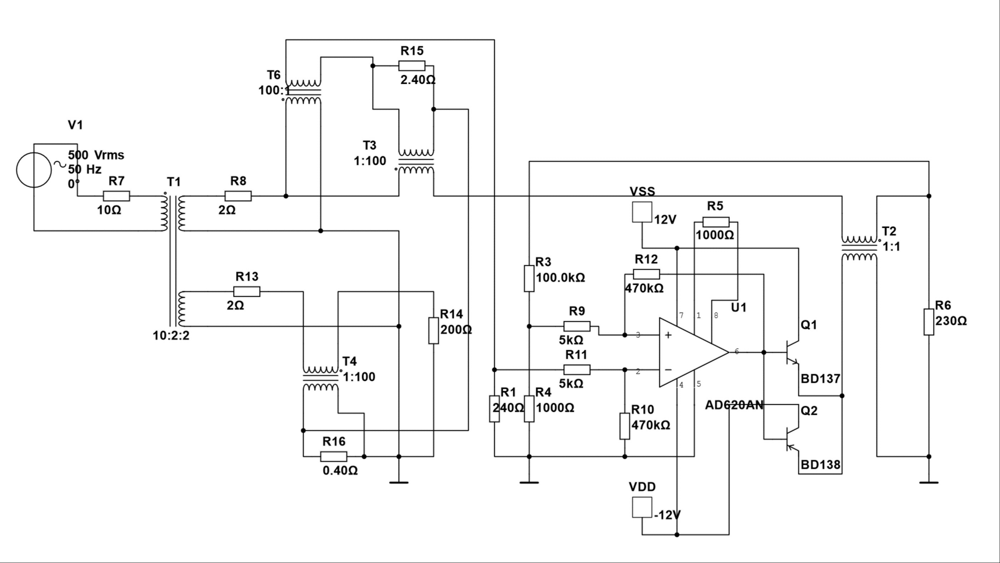 R15
2.40Ω
T6
100:1
V1
500 Vrms
50 Hz
0°
R7
10Ω
T1
R8
2Ω
T3
1:100
VSS
12V
R5
1000Ω
T2
1:1
R12
470kΩ
R3
100.0kΩ
R13
2Ω
10:2:2
R14
200Ω
U1
7
1
8
R9
5kΩ
3
+
R11
5kΩ
2
−
6
4
5
Q1
BD137
R6
230Ω
T4
1:100
R1
240Ω
R4
1000Ω
R10
470kΩ
AD620AN
Q2
BD138
R16
0.40Ω
VDD
-12V